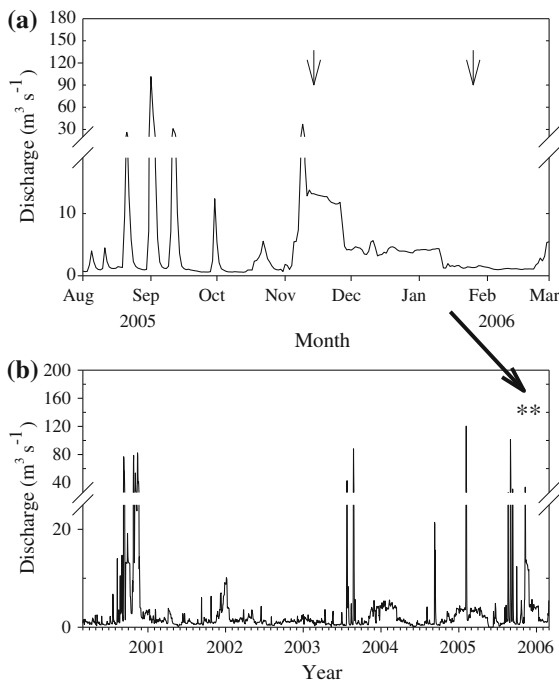 (a)
180
150
120
90
60
30
10
0
Discharge (m³ s⁻¹)
Aug Sep Oct Nov Dec Jan Feb Mar
2005 2006
Month
(b)
200
160
120
80
40
20
0
Discharge (m³ s⁻¹)
**
2001 2002 2003 2004 2005 2006
Year